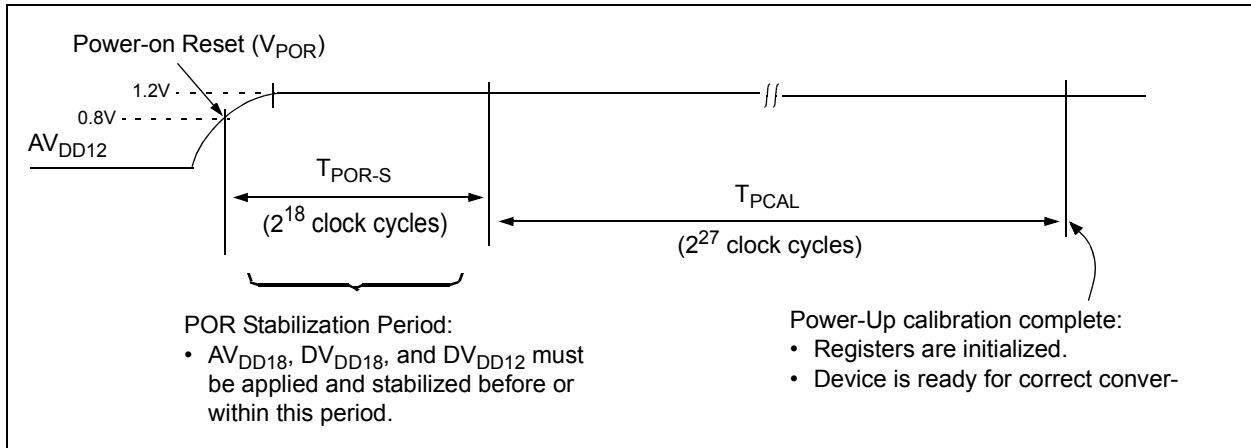 Power-on Reset (VPOR)
1.2V
0.8V
AVDD12
TPOR-S
(2^18 clock cycles)
TPCAL
(2^27 clock cycles)
POR Stabilization Period:
• AVDD18, DVDD18, and DVDD12 must
be applied and stabilized before or
within this period.
Power-Up calibration complete:
• Registers are initialized.
• Device is ready for correct conver-